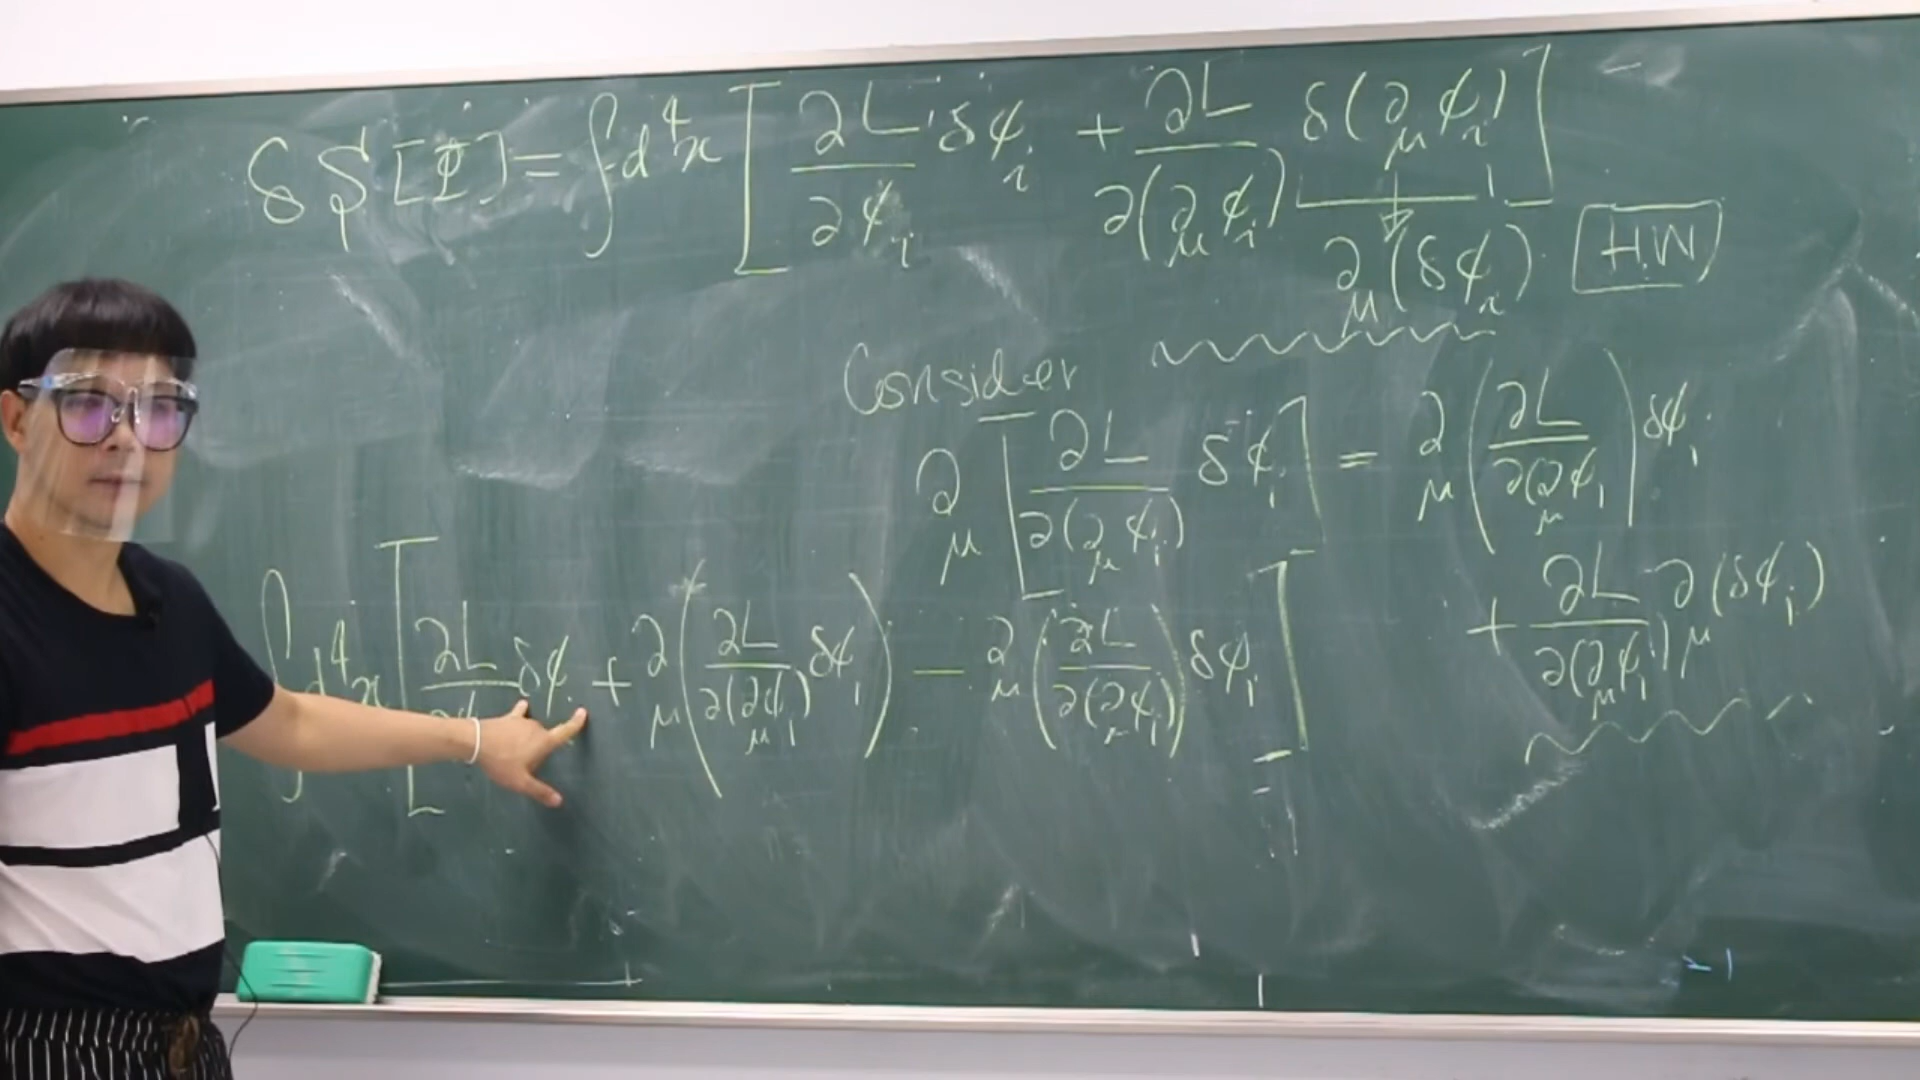 δS[Φ] = ∫d⁴x [ ∂L/∂ϕᵢ δϕᵢ + ∂L/∂(∂_μϕᵢ) δ(∂_μϕᵢ) ]
↓
∂_μ(δϕᵢ) HW
Consider
∂_μ [ ∂L/∂(∂_μϕᵢ) δϕᵢ ] = ∂_μ ( ∂L/∂(∂_μϕᵢ ) δϕᵢ
+ ∂L/∂(∂_μϕᵢ) ∂_μ(δϕᵢ)
∫d⁴x [ ∂L/∂ϕ δϕᵢ + ∂_μ ( ∂L/∂(∂_μϕᵢ) δϕᵢ ) − ∂_μ ( ∂L/∂(∂_μϕᵢ) ) δϕᵢ ]